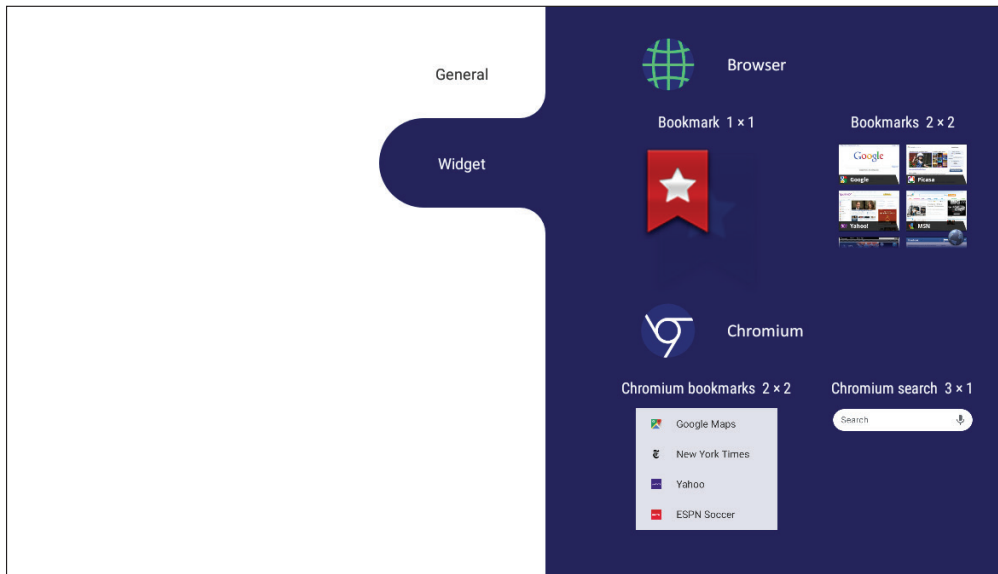 General
Widget
Browser
Bookmark 1 × 1
Bookmarks 2 × 2
Google
Google
Picasa
Yahoo!
MSN
Chromium
Chromium bookmarks 2 × 2
Chromium search 3 × 1
Google Maps
Search
New York Times
Yahoo
ESPN Soccer